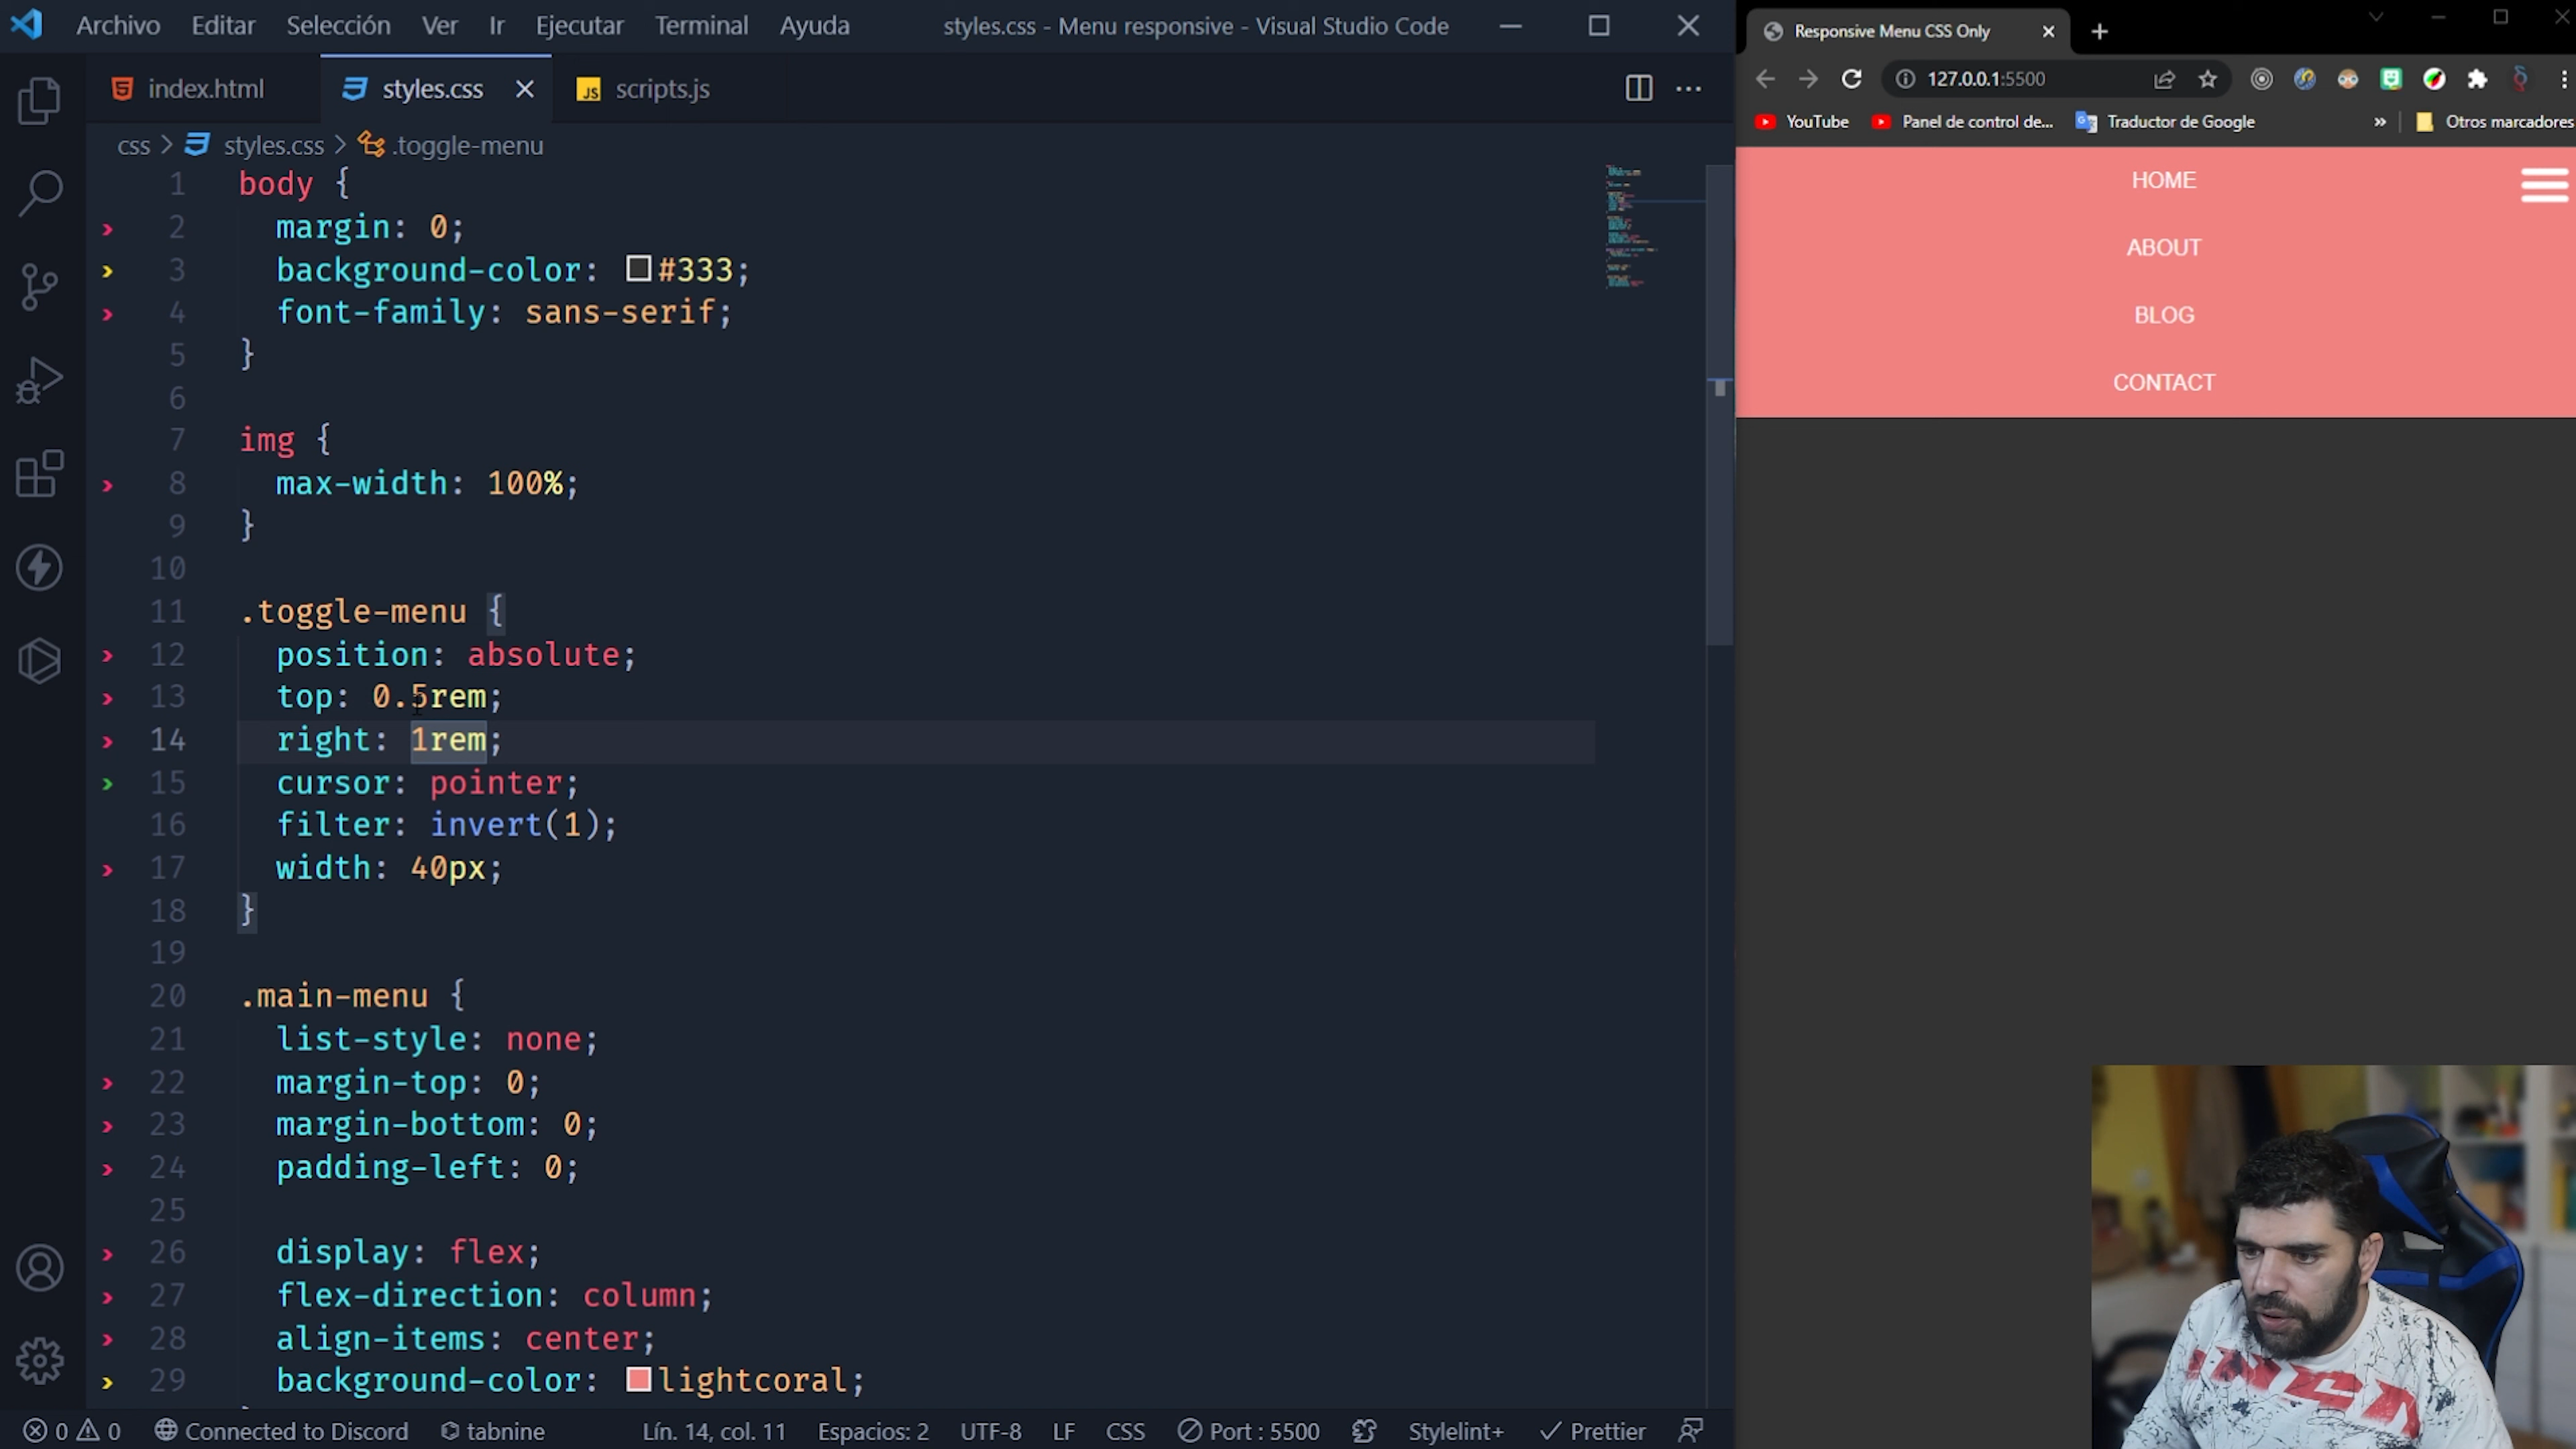 Archivo Editar Selección Ver Ir Ejecutar Terminal Ayuda styles.css - Menu responsive - Visual Studio Code
index.html styles.css JS scripts.js
css > styles.css > .toggle-menu
1 body {
2 margin: 0;
3 background-color: #333;
4 font-family: sans-serif;
5 }
6
7 img {
8 max-width: 100%;
9 }
10
11 .toggle-menu {
12 position: absolute;
13 top: 0.5rem;
14 right: 1rem;
15 cursor: pointer;
16 filter: invert(1);
17 width: 40px;
18 }
19
20 .main-menu {
21 list-style: none;
22 margin-top: 0;
23 margin-bottom: 0;
24 padding-left: 0;
25
26 display: flex;
27 flex-direction: column;
28 align-items: center;
29 background-color: lightcoral;
0 0 Connected to Discord tabnine Lín. 14, col. 11 Espacios: 2 UTF-8 LF CSS Port : 5500 Stylelint+ Prettier
Responsive Menu CSS Only
127.0.0.1:5500
YouTube Panel de control de... Traductor de Google » Otros marcadores
HOME
ABOUT
BLOG
CONTACT